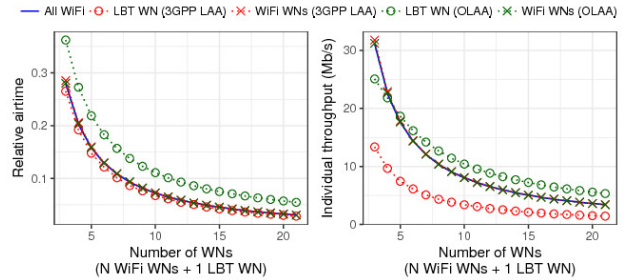 All WiFi LBT WN (3GPP LAA) WiFi WNs (3GPP LAA) LBT WN (OLAA) WiFi WNs (OLAA)
Relative airtime
0.3
0.2
0.1
5 10 15 20
Number of WNs
(N WiFi WNs + 1 LBT WN)
Individual throughput (Mb/s)
30
20
10
0
5 10 15 20
Number of WNs
(N WiFi WNs + 1 LBT WN)